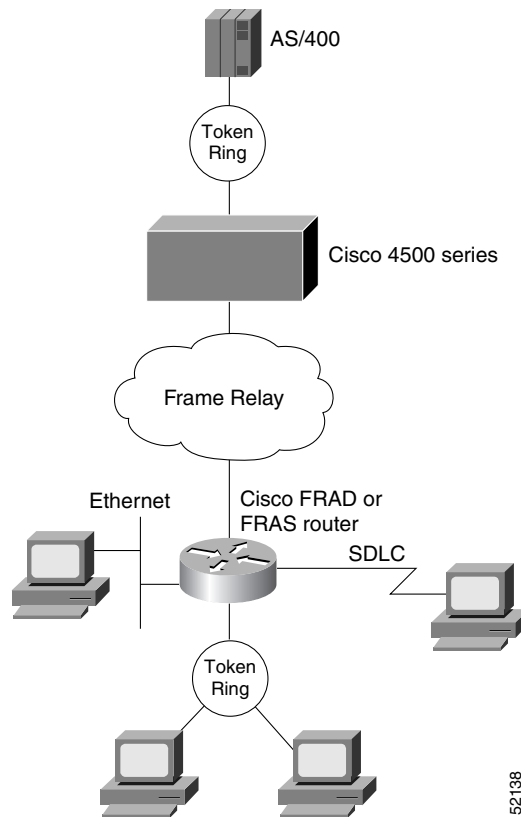 AS/400
Token
Ring
Cisco 4500 series
Frame Relay
Ethernet
Cisco FRAD or
FRAS router
SDLC
Token
Ring
52138